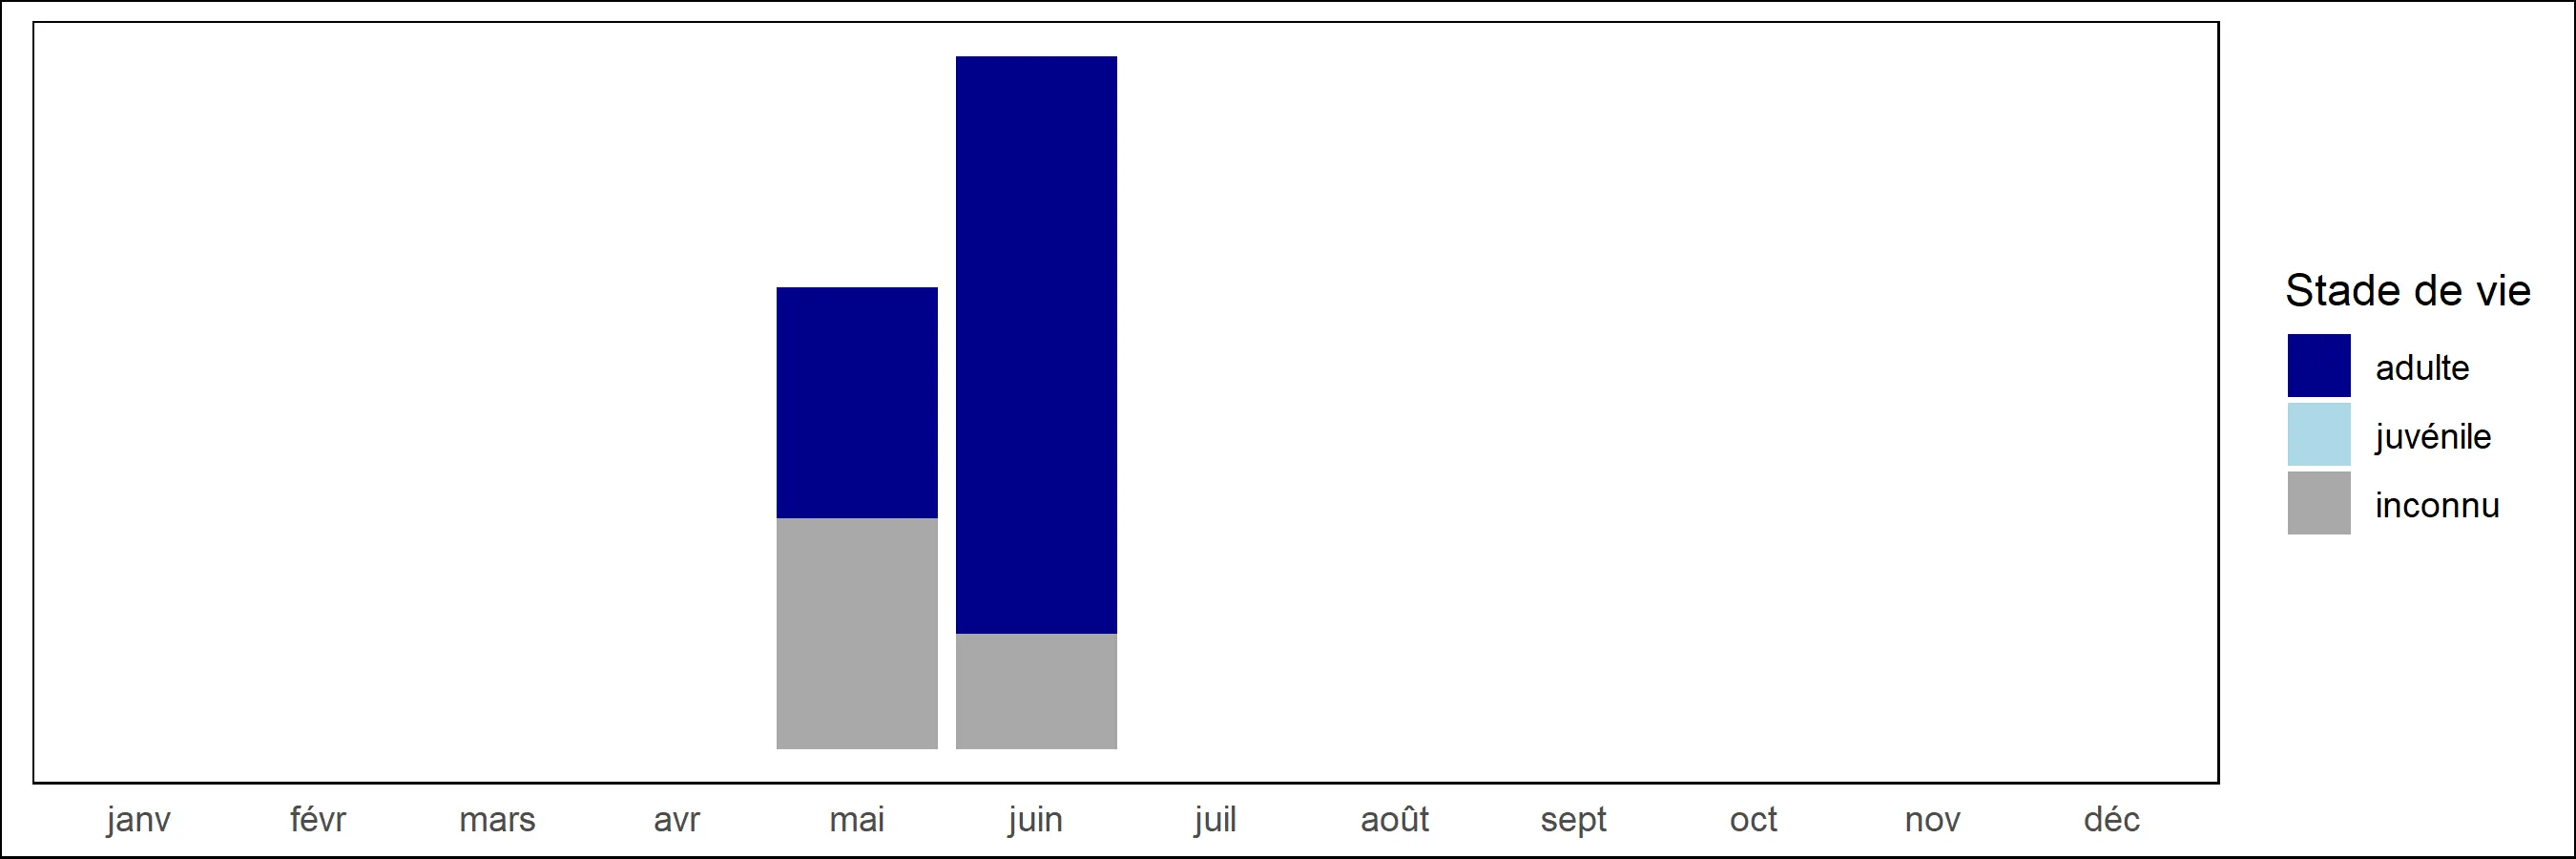 Stade de vie
adulte
juvénile
inconnu
janv févr mars avr mai juin juil août sept oct nov déc